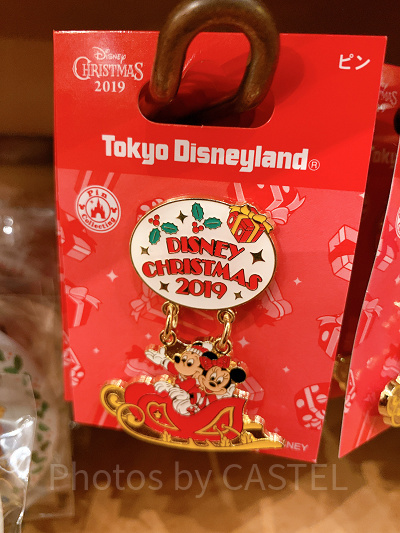 Disney
CHRISTMAS
2019
ピン
Tokyo Disneyland®
Pin
Collection
DISNEY
CHRISTMAS
2019
DISNEY
Photos by CASTEL